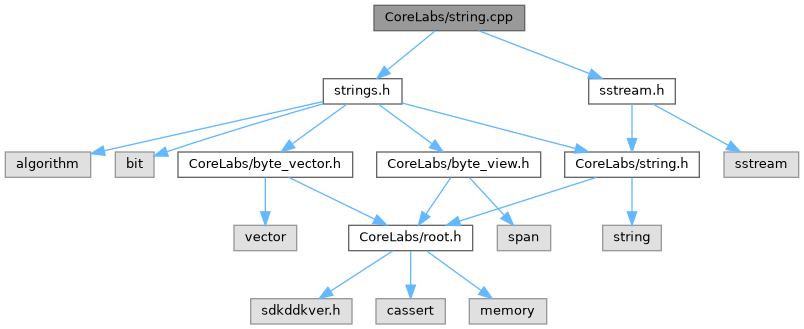 CoreLabs/string.cpp
strings.h
sstream.h
algorithm
bit
CoreLabs/byte_vector.h
CoreLabs/byte_view.h
CoreLabs/string.h
sstream
vector
CoreLabs/root.h
span
string
sdkddkver.h
cassert
memory